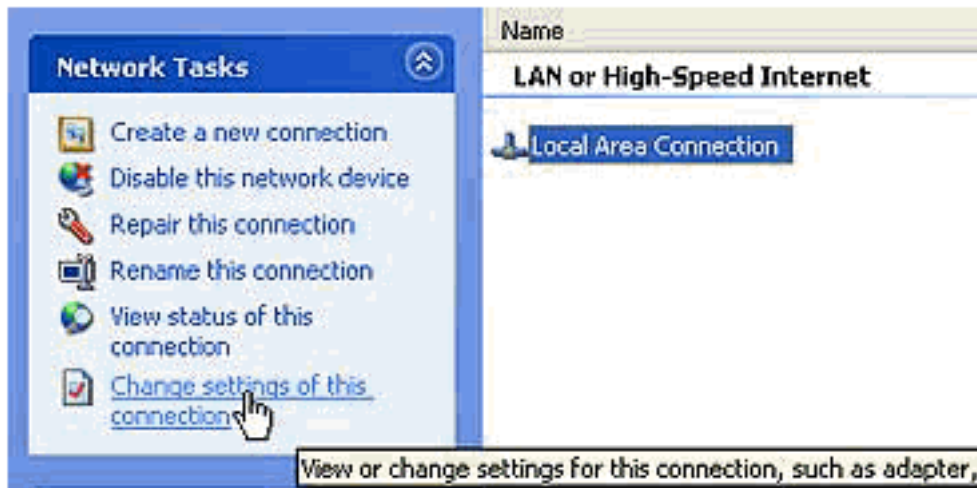 Network Tasks
Create a new connection
Disable this network device
Repair this connection
Rename this connection
View status of this
connection
Change settings of this
connection
Name
LAN or High-Speed Internet
Local Area Connection
View or change settings for this connection, such as adapter,